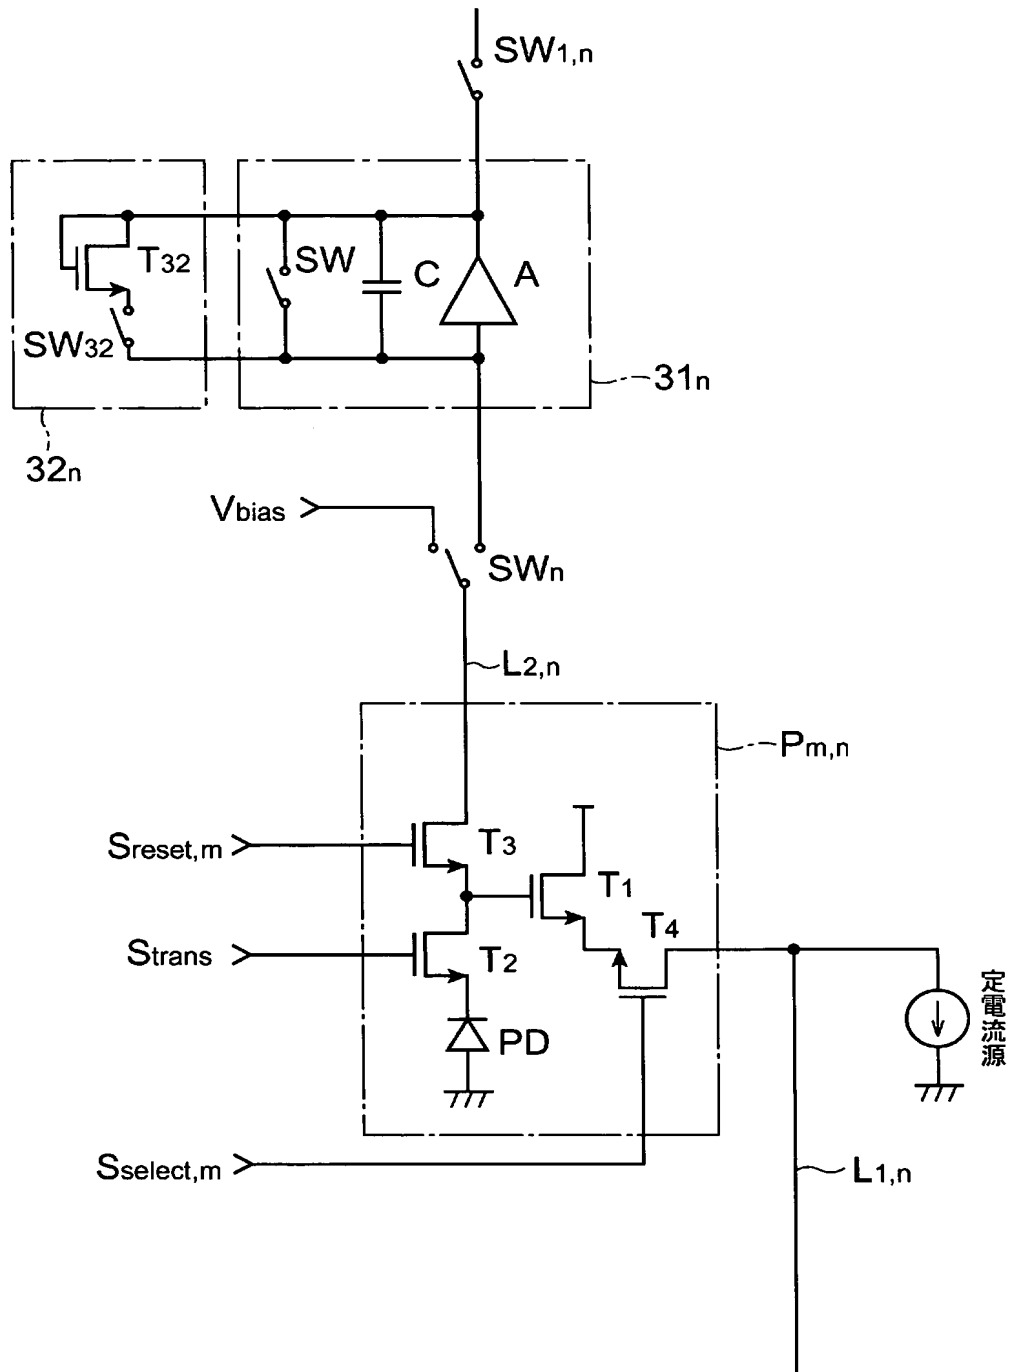 SW1,n
T32
SW
C
A
SW32
31n
32n
Vbias
SWn
L2,n
Pm,n
Sreset,m
T3
T1
T4
Strans
T2
定電流源
PD
Sselect,m
L1,n